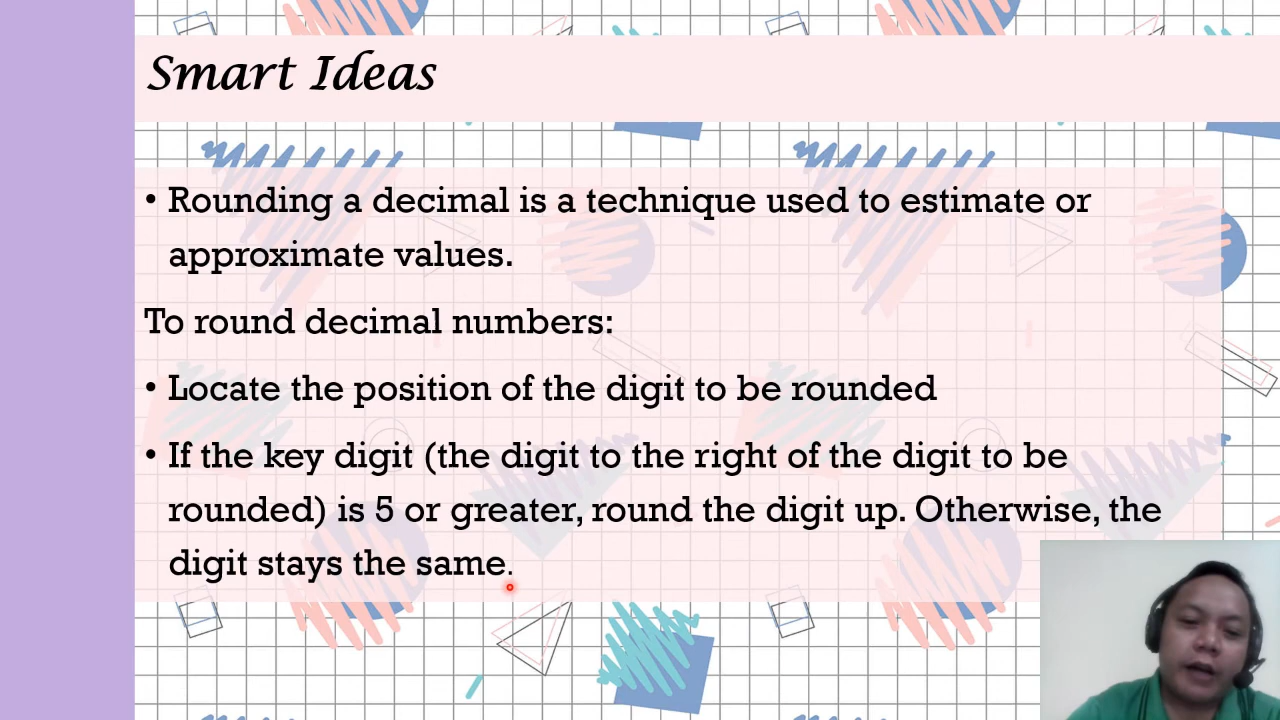 Smart Ideas
• Rounding a decimal is a technique used to estimate or
approximate values.
To round decimal numbers:
• Locate the position of the digit to be rounded
• If the key digit (the digit to the right of the digit to be
rounded) is 5 or greater, round the digit up. Otherwise, the
digit stays the same.